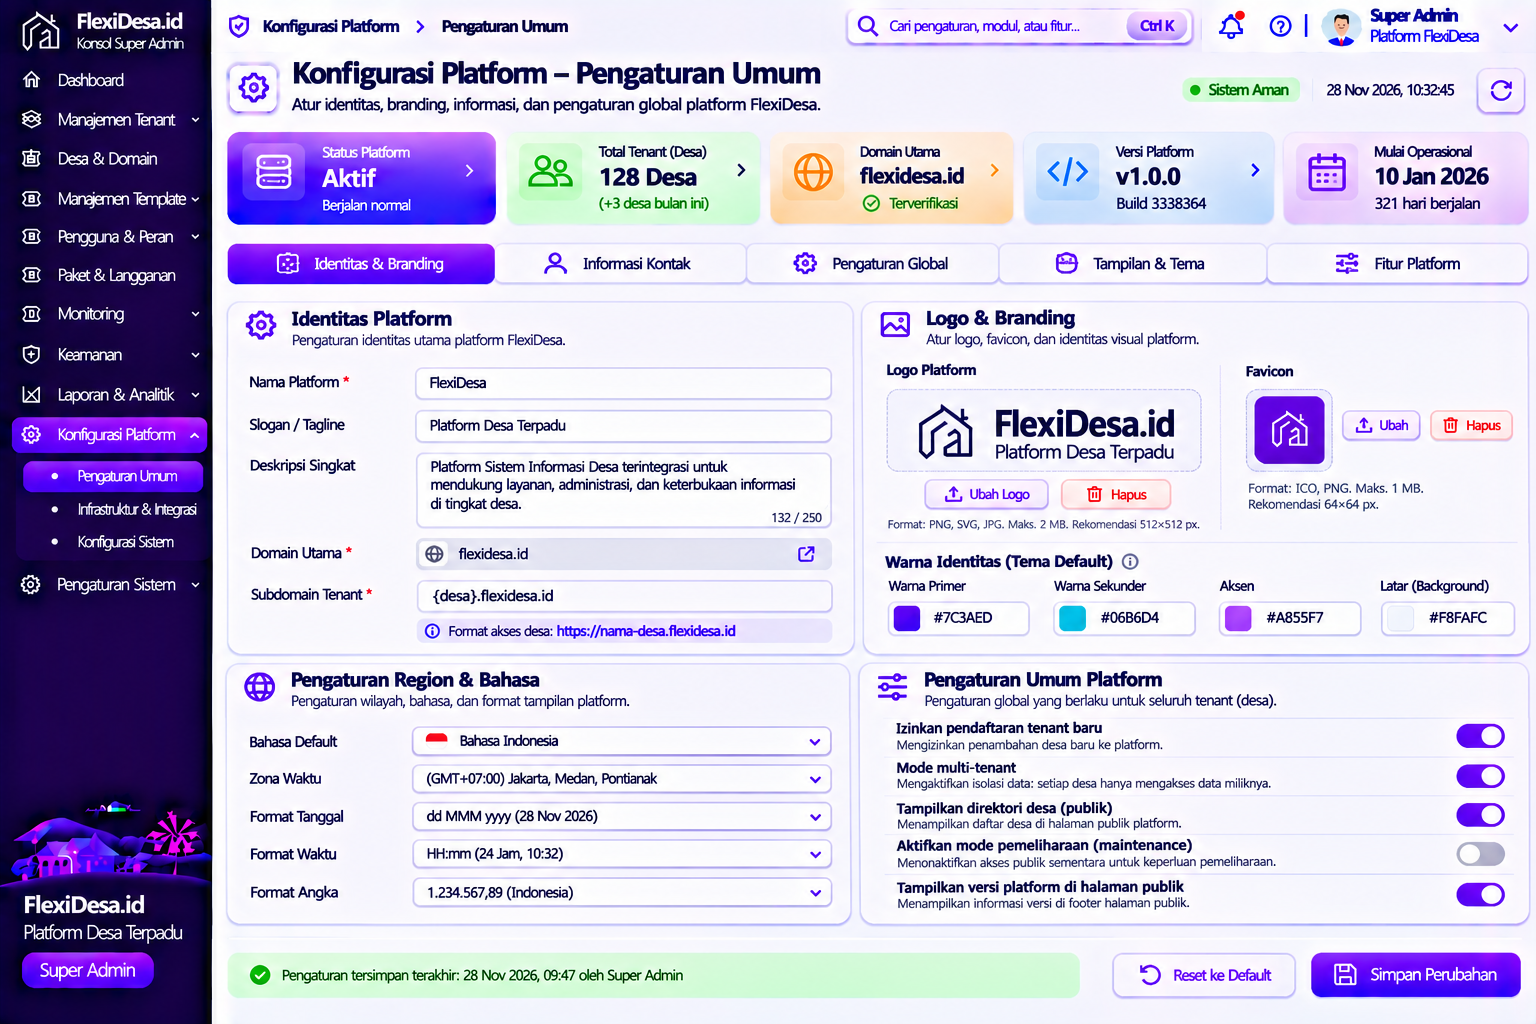 FlexiDesa.id
Konsol Super Admin
Dashboard
Manajemen Tenant
Desa & Domain
Manajemen Template
Pengguna & Peran
Paket & Langganan
Monitoring
Keamanan
Laporan & Analitik
Konfigurasi Platform
Pengaturan Umum
Infrastruktur & Integrasi
Konfigurasi Sistem
Pengaturan Sistem
FlexiDesa.id
Platform Desa Terpadu
Super Admin
Konfigurasi Platform
Pengaturan Umum
Cari pengaturan, modul, atau fitur...
Ctrl K
Super Admin
Platform FlexiDesa
Konfigurasi Platform – Pengaturan Umum
Atur identitas, branding, informasi, dan pengaturan global platform FlexiDesa.
Sistem Aman
28 Nov 2026, 10:32:45
Status Platform
Aktif
Berjalan normal
Total Tenant (Desa)
128 Desa
(+3 desa bulan ini)
Domain Utama
flexidesa.id
Terverifikasi
Versi Platform
v1.0.0
Build 3338364
Mulai Operasional
10 Jan 2026
321 hari berjalan
Identitas & Branding
Informasi Kontak
Pengaturan Global
Tampilan & Tema
Fitur Platform
Identitas Platform
Pengaturan identitas utama platform FlexiDesa.
Nama Platform *
FlexiDesa
Slogan / Tagline
Platform Desa Terpadu
Deskripsi Singkat
Platform Sistem Informasi Desa terintegrasi untuk
mendukung layanan, administrasi, dan keterbukaan informasi
di tingkat desa.
132 / 250
Domain Utama *
flexidesa.id
Subdomain Tenant *
{desa}.flexidesa.id
Format akses desa: https://nama-desa.flexidesa.id
Logo & Branding
Atur logo, favicon, dan identitas visual platform.
Logo Platform
FlexiDesa.id
Platform Desa Terpadu
Ubah Logo
Hapus
Format: PNG, SVG, JPG. Maks. 2 MB. Rekomendasi 512×512 px.
Favicon
Ubah
Hapus
Format: ICO, PNG. Maks. 1 MB.
Rekomendasi 64×64 px.
Warna Identitas (Tema Default)
Warna Primer
#7C3AED
Warna Sekunder
#06B6D4
Aksen
#A855F7
Latar (Background)
#F8FAFC
Pengaturan Region & Bahasa
Pengaturan wilayah, bahasa, dan format tampilan platform.
Bahasa Default
Bahasa Indonesia
Zona Waktu
(GMT+07:00) Jakarta, Medan, Pontianak
Format Tanggal
dd MMM yyyy (28 Nov 2026)
Format Waktu
HH:mm (24 Jam, 10:32)
Format Angka
1.234.567,89 (Indonesia)
Pengaturan Umum Platform
Pengaturan global yang berlaku untuk seluruh tenant (desa).
Izinkan pendaftaran tenant baru
Mengizinkan penambahan desa baru ke platform.
Mode multi-tenant
Mengaktifkan isolasi data: setiap desa hanya mengakses data miliknya.
Tampilkan direktori desa (publik)
Menampilkan daftar desa di halaman publik platform.
Aktifkan mode pemeliharaan (maintenance)
Menonaktifkan akses publik sementara untuk keperluan pemeliharaan.
Tampilkan versi platform di halaman publik
Menampilkan informasi versi di footer halaman publik.
Pengaturan tersimpan terakhir: 28 Nov 2026, 09:47 oleh Super Admin
Reset ke Default
Simpan Perubahan